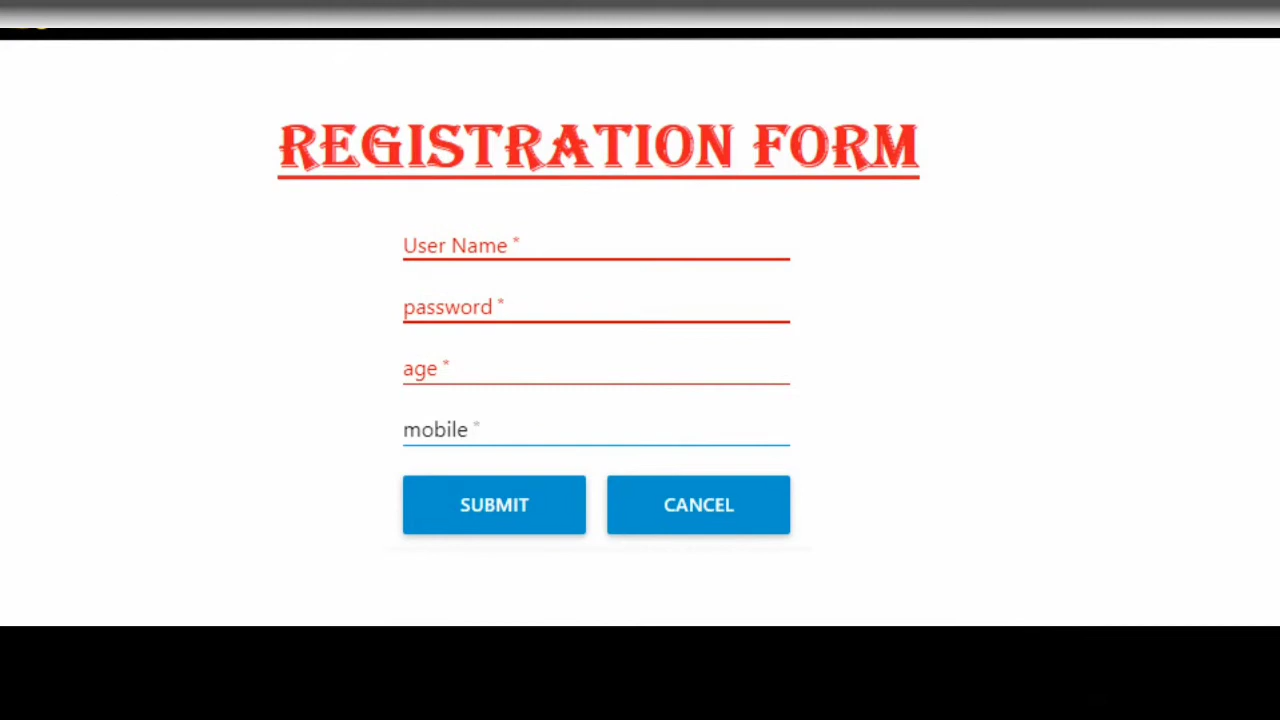 REGISTRATION FORM
User Name *
password *
age *
mobile *
SUBMIT
CANCEL